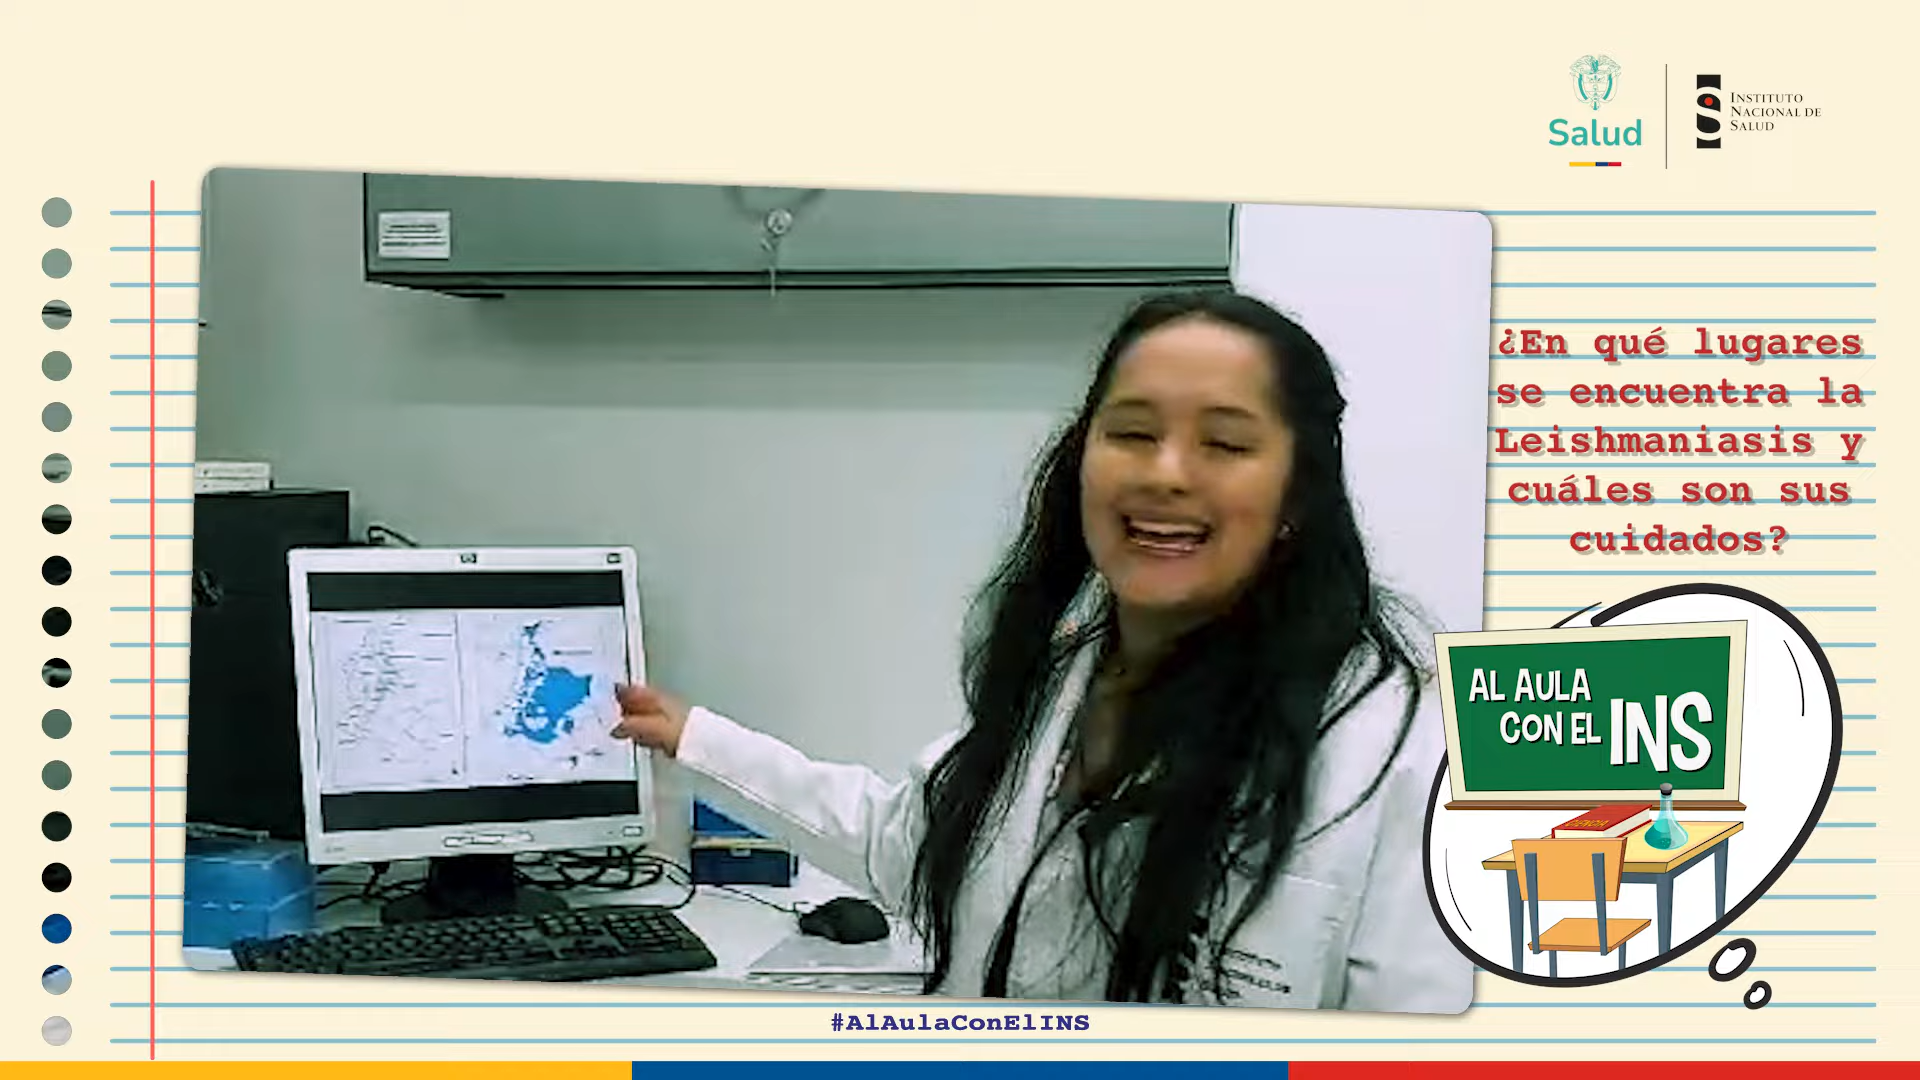 Salud
INSTITUTO
NACIONAL DE
SALUD
¿En qué lugares
se encuentra la
Leishmaniasis y
cuáles son sus
cuidados?
AL AULA
CON EL INS
CIENCIA
#AlAulaConElINS